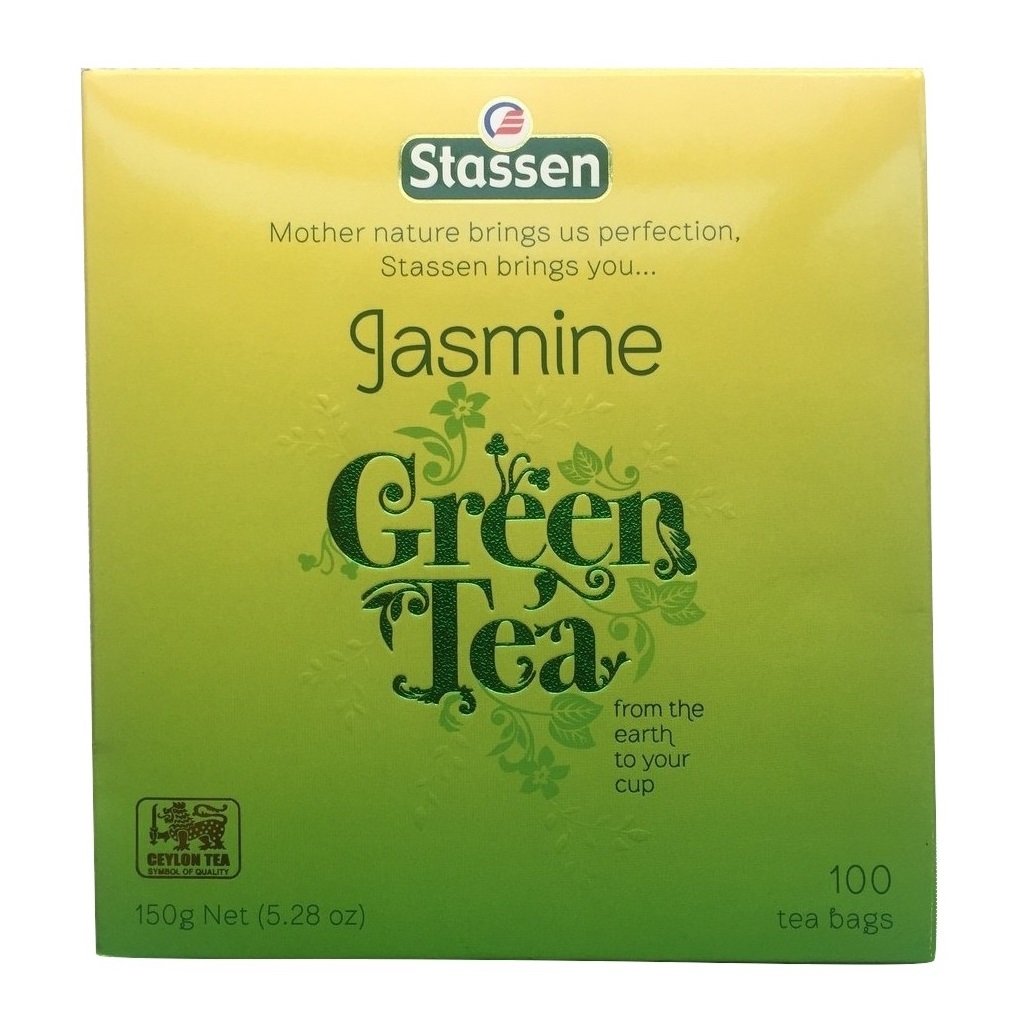 Stassen
Mother nature brings us perfection,
Stassen brings you...
Jasmine
Green
Tea
from the
earth
to your
cup
CEYLON TEA
SYMBOL OF QUALITY
150g Net (5.28 oz)
100
tea bags